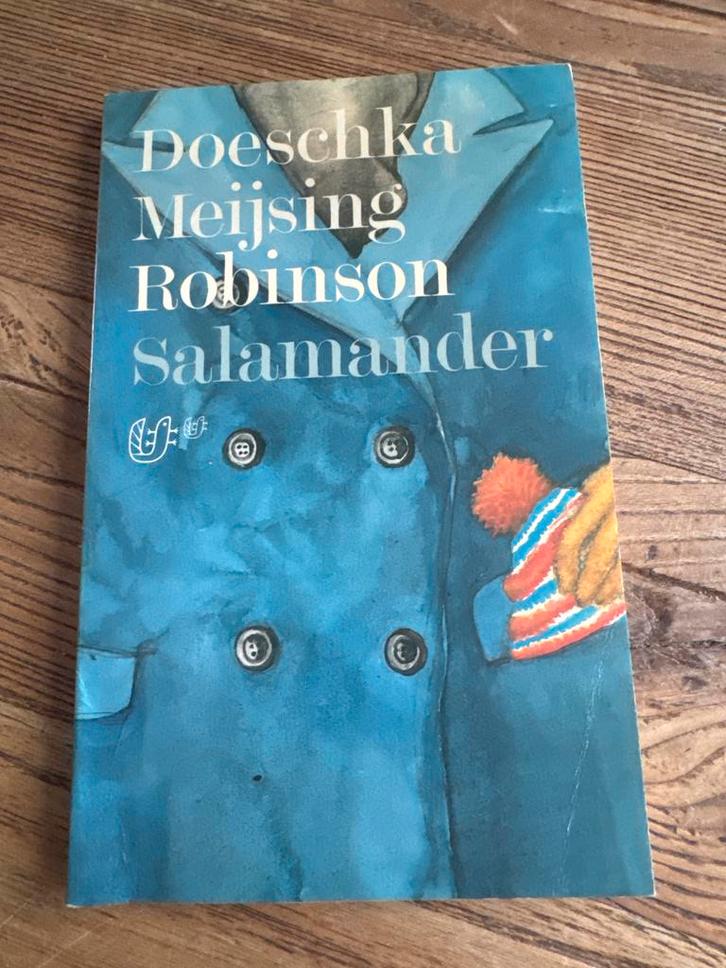 Doeschka
Meijsing
Robinson
Salamander